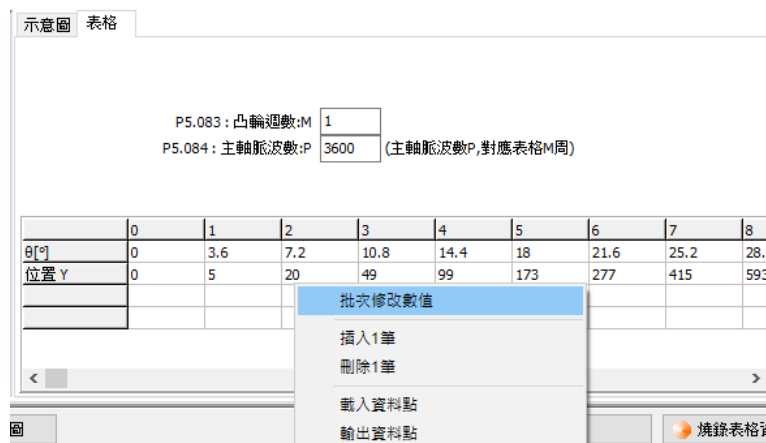 示意圖 表格
P5.083 : 凸輪週數:M 1
P5.084 : 主軸脈波數:P 3600 (主軸脈波數P,對應表格M周)
0 1 2 3 4 5 6 7 8
θ[º] 0 3.6 7.2 10.8 14.4 18 21.6 25.2 28.
位置 Y 0 5 20 49 99 173 277 415 593
批次修改數值
插入1筆
刪除1筆
載入資料點
輸出資料點
圖 燒錄表格資